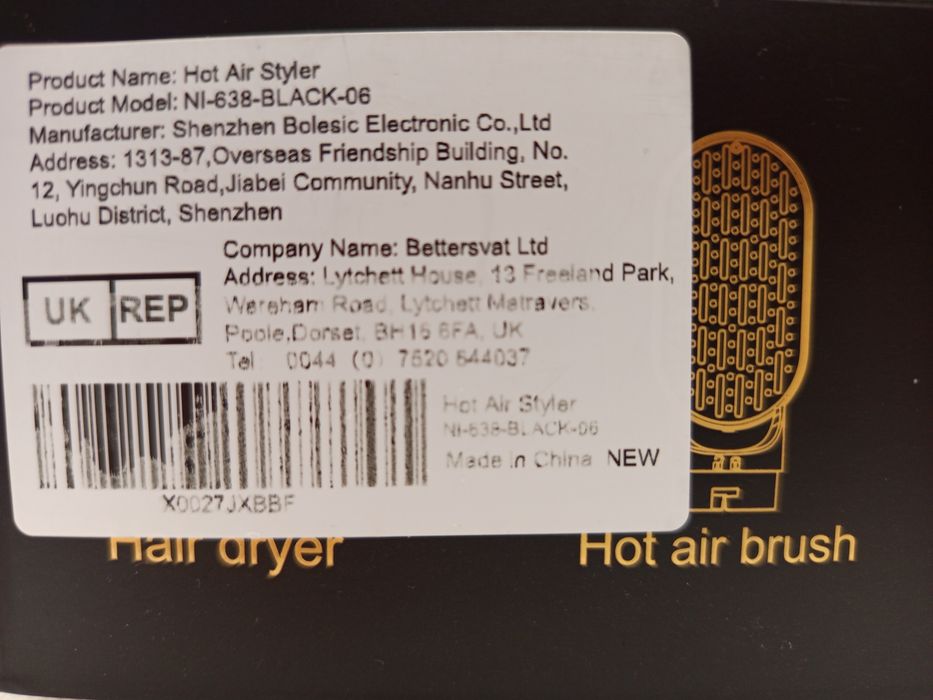 Product Name: Hot Air Styler
Product Model: NI-638-BLACK-06
Manufacturer: Shenzhen Bolesic Electronic Co.,Ltd
Address: 1313-87,Overseas Friendship Building, No.
12, Yingchun Road,Jiabei Community, Nanhu Street,
Luohu District, Shenzhen
Company Name: Bettersvat Ltd
Address: Lytchett House, 13 Freeland Park,
Wareham Road, Lytchett Matravers,
Poole,Dorset, BH16 6FA, UK
Tel: 0044 (0) 7520 644037
UK REP
Hot Air Styler
NI-638-BLACK-06
Made in China NEW
X0027JXBBF
Hair dryer
Hot air brush